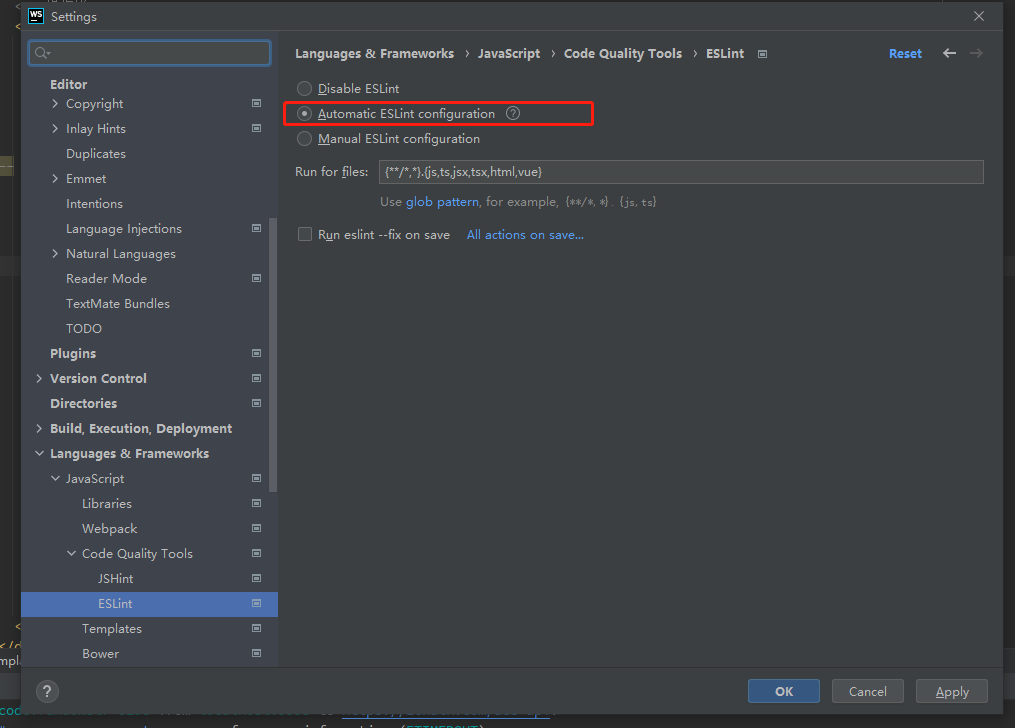 WS Settings
Editor
Copyright
Inlay Hints
Duplicates
Emmet
Intentions
Language Injections
Natural Languages
Reader Mode
TextMate Bundles
TODO
Plugins
Version Control
Directories
Build, Execution, Deployment
Languages & Frameworks
JavaScript
Libraries
Webpack
Code Quality Tools
JSHint
ESLint
Templates
Bower
Languages & Frameworks › JavaScript › Code Quality Tools › ESLint
Reset
Disable ESLint
Automatic ESLint configuration ?
Manual ESLint configuration
Run for files: {**/*,*}.{js,ts,jsx,tsx,html,vue}
Use glob pattern, for example, {**/*,*}.{js,ts}
Run eslint --fix on save All actions on save...
?
OK Cancel Apply